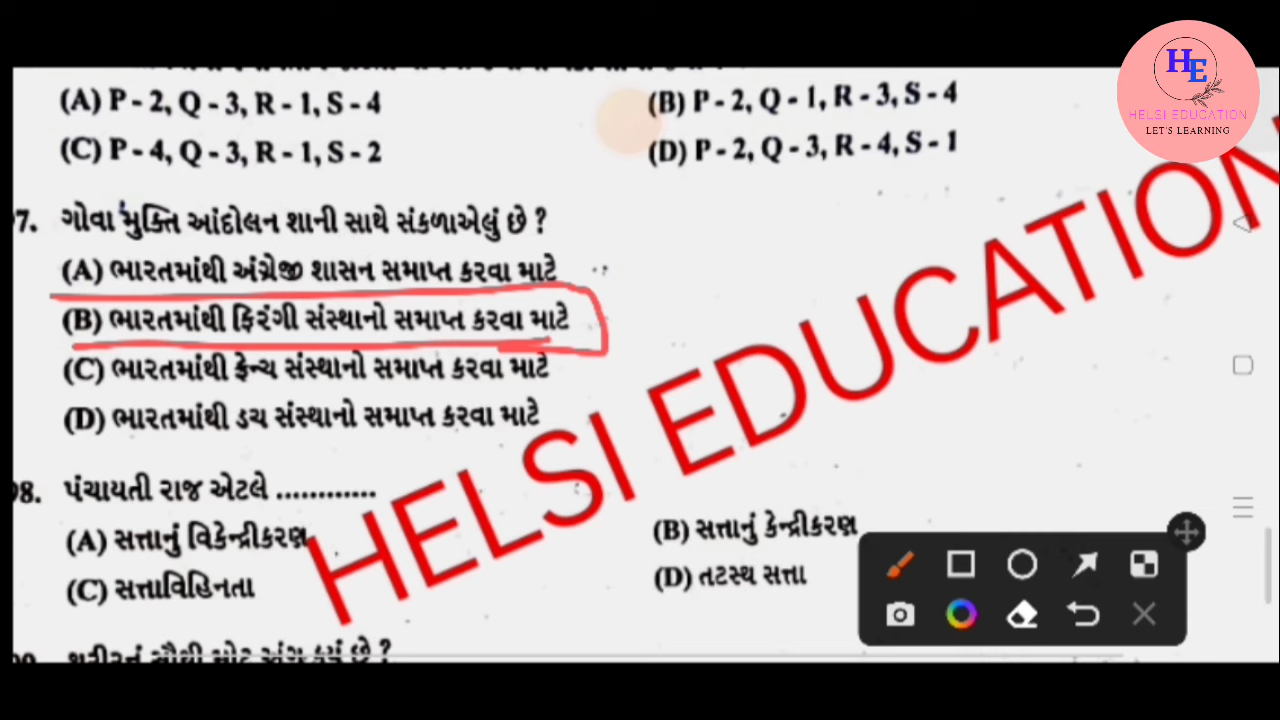 HE
HELSI EDUCATION
LET'S LEARNING
(A) P - 2, Q - 3, R - 1, S - 4
(B) P - 2, Q - 1, R - 3, S - 4
(C) P - 4, Q - 3, R - 1, S - 2
(D) P - 2, Q - 3, R - 4, S - 1
7. ગોવા મુક્તિ આંદોલન શાની સાથે સંકળાએલું છે ?
(A) ભારતમાંથી અંગ્રેજી શાસન સમાપ્ત કરવા માટે
(B) ભારતમાંથી ફિરંગી સંસ્થાનો સમાપ્ત કરવા માટે
(C) ભારતમાંથી ફ્રેન્ચ સંસ્થાનો સમાપ્ત કરવા માટે
(D) ભારતમાંથી ડચ સંસ્થાનો સમાપ્ત કરવા માટે
HELSI EDUCATION
98. પંચાયતી રાજ એટલે ............
(A) સત્તાનું વિકેન્દ્રીકરણ
(B) સત્તાનું કેન્દ્રીકરણ
(C) સત્તાવિહિનતા
(D) તટસ્થ સત્તા